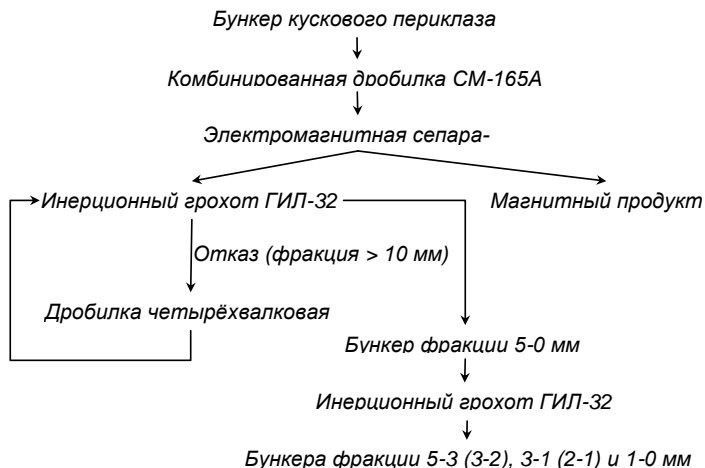 Бункер кускового периклаза
Комбинированная дробилка СМ-165А
Электромагнитная сепара-
Инерционный грохот ГИЛ-32
Магнитный продукт
Отказ (фракция > 10 мм)
Дробилка четырёхвалковая
Бункер фракции 5-0 мм
Инерционный грохот ГИЛ-32
Бункера фракции 5-3 (3-2), 3-1 (2-1) и 1-0 мм